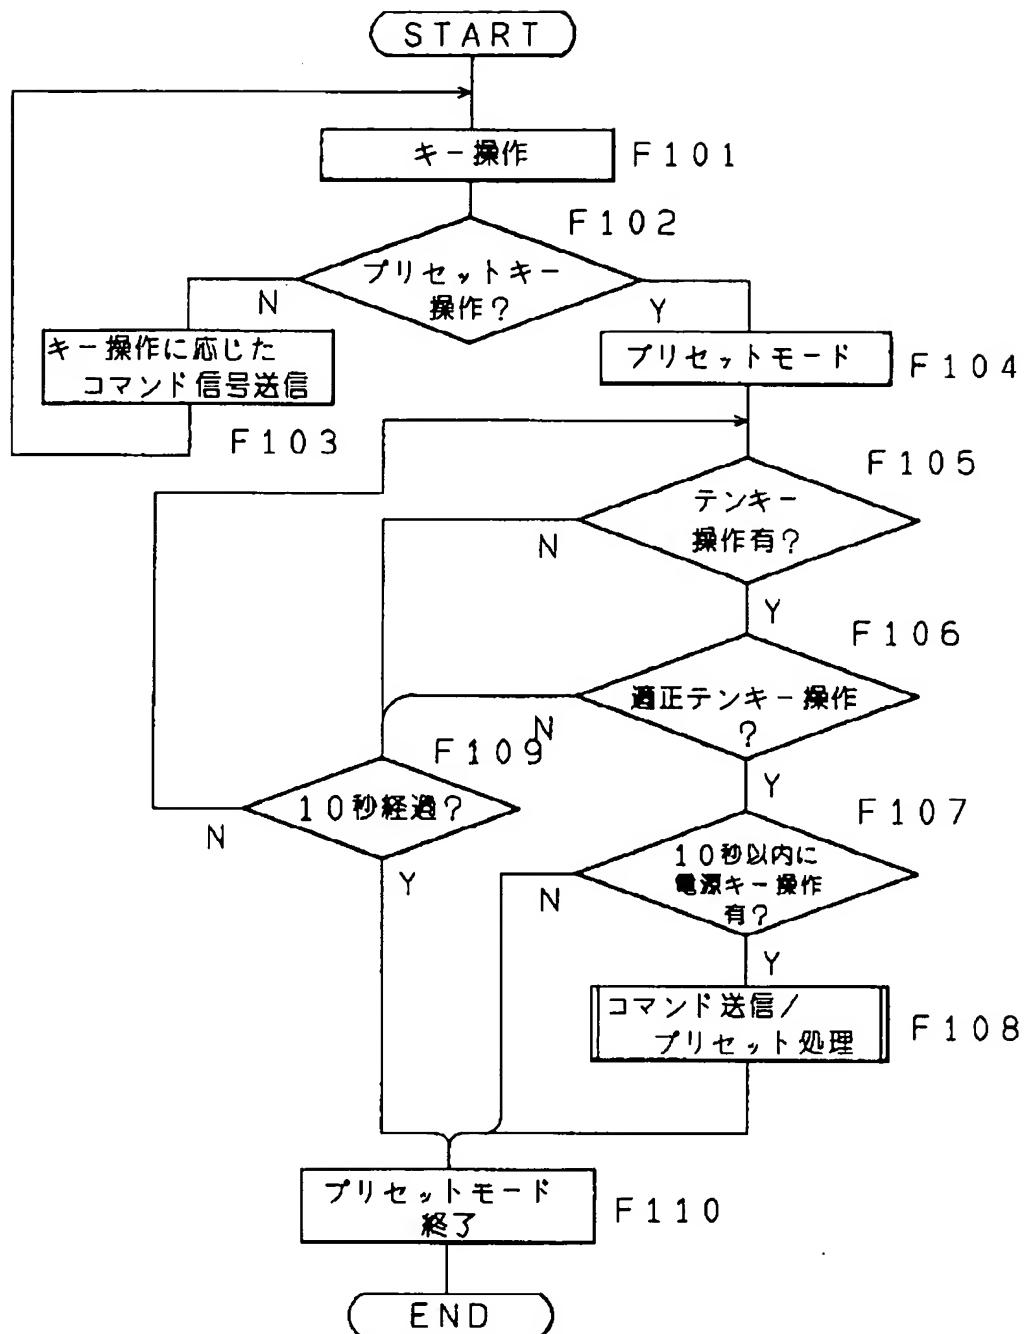 START
キー操作
F101
F102
プリセットキー
操作？
N
Y
キー操作に応じた
コマンド信号送信
F103
プリセットモード
F104
F105
テンキー
操作有？
N
Y
F106
適正テンキー操作
？
N
Y
F109
10秒経過？
N
Y
F107
10秒以内に
電源キー操作
有？
N
Y
コマンド送信／
プリセット処理
F108
プリセットモード
終了
F110
END